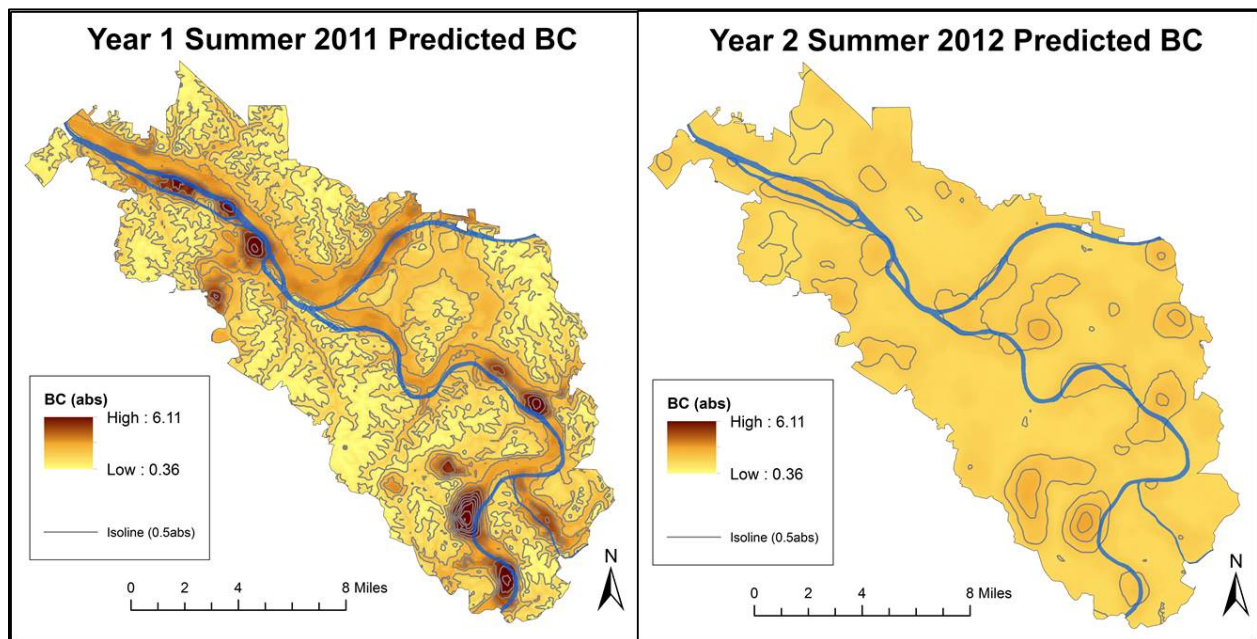 Year 1 Summer 2011 Predicted BC
BC (abs)
High : 6.11
Low : 0.36
Isoline (0.5abs)
0 2 4 8 Miles
N
Year 2 Summer 2012 Predicted BC
BC (abs)
High : 6.11
Low : 0.36
Isoline (0.5abs)
0 2 4 8 Miles
N